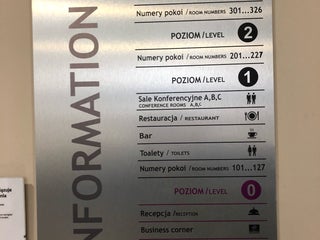 INFORMATION
Numery pokoi / ROOM NUMBERS 301...326
POZIOM / LEVEL 2
Numery pokoi / ROOM NUMBERS 201...227
POZIOM / LEVEL 1
Sale Konferencyjne A,B,C
CONFERENCE ROOMS A,B,C
Restauracja / RESTAURANT
Bar
Toalety / TOILETS
Numery pokoi / ROOM NUMBERS 101...127
POZIOM / LEVEL 0
Recepcja / RECEPTION
Business corner